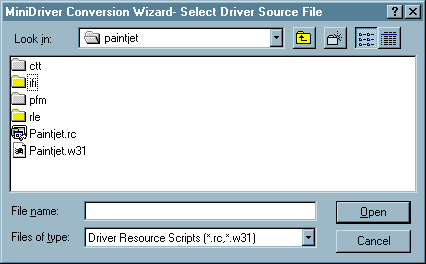 MiniDriver Conversion Wizard- Select Driver Source File
Look in: paintjet
ctt
ifi
pfm
rle
Paintjet.rc
Paintjet.w31
File name: Open
Files of type: Driver Resource Scripts (*.rc,*.w31) Cancel